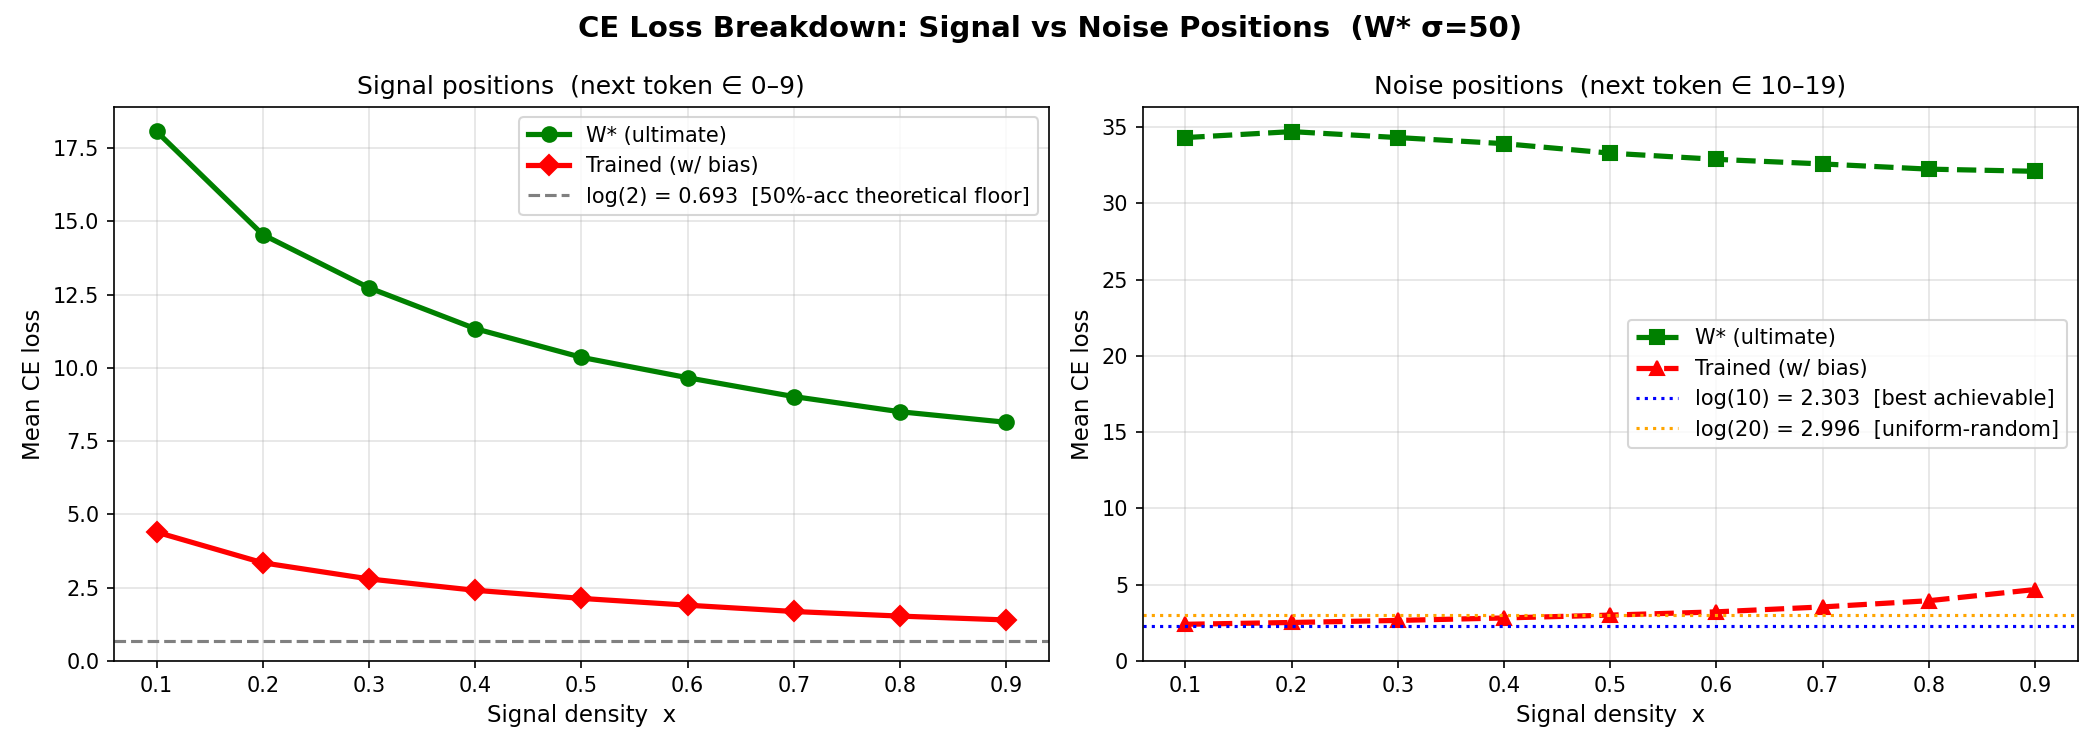 CE Loss Breakdown: Signal vs Noise Positions  (W* σ=50)
Signal positions  (next token ∈ 0–9)
Mean CE loss
17.5
15.0
12.5
10.0
7.5
5.0
2.5
0.0
W* (ultimate)
Trained (w/ bias)
log(2) = 0.693  [50%-acc theoretical floor]
0.1 0.2 0.3 0.4 0.5 0.6 0.7 0.8 0.9
Signal density  x
Noise positions  (next token ∈ 10–19)
Mean CE loss
35
30
25
20
15
10
5
0
W* (ultimate)
Trained (w/ bias)
log(10) = 2.303  [best achievable]
log(20) = 2.996  [uniform-random]
0.1 0.2 0.3 0.4 0.5 0.6 0.7 0.8 0.9
Signal density  x